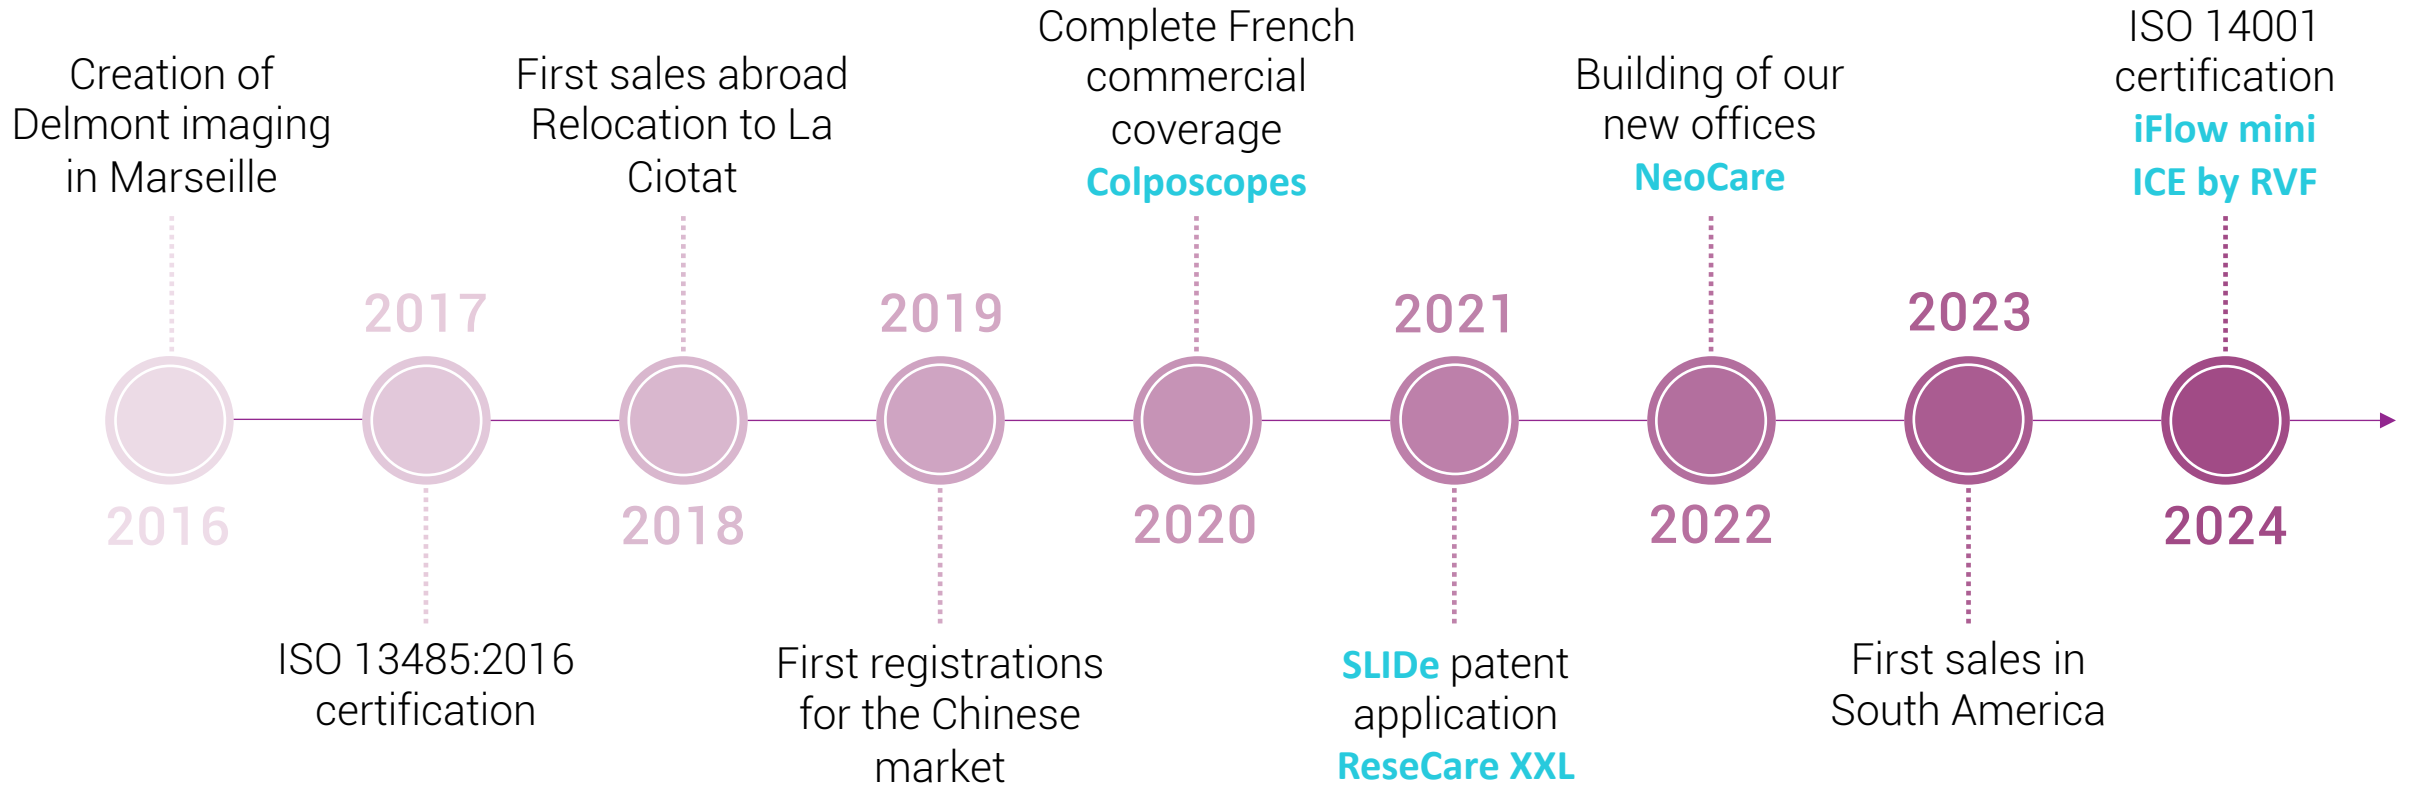 Creation of
Delmont imaging
in Marseille
2016
2017
ISO 13485:2016
certification
First sales abroad
Relocation to La
Ciotat
2018
2019
First registrations
for the Chinese
market
Complete French
commercial
coverage
Colposcopes
2020
2021
SLIDe patent
application
ReseCare XXL
Building of our
new offices
NeoCare
2022
2023
First sales in
South America
ISO 14001
certification
iFlow mini
ICE by RVF
2024